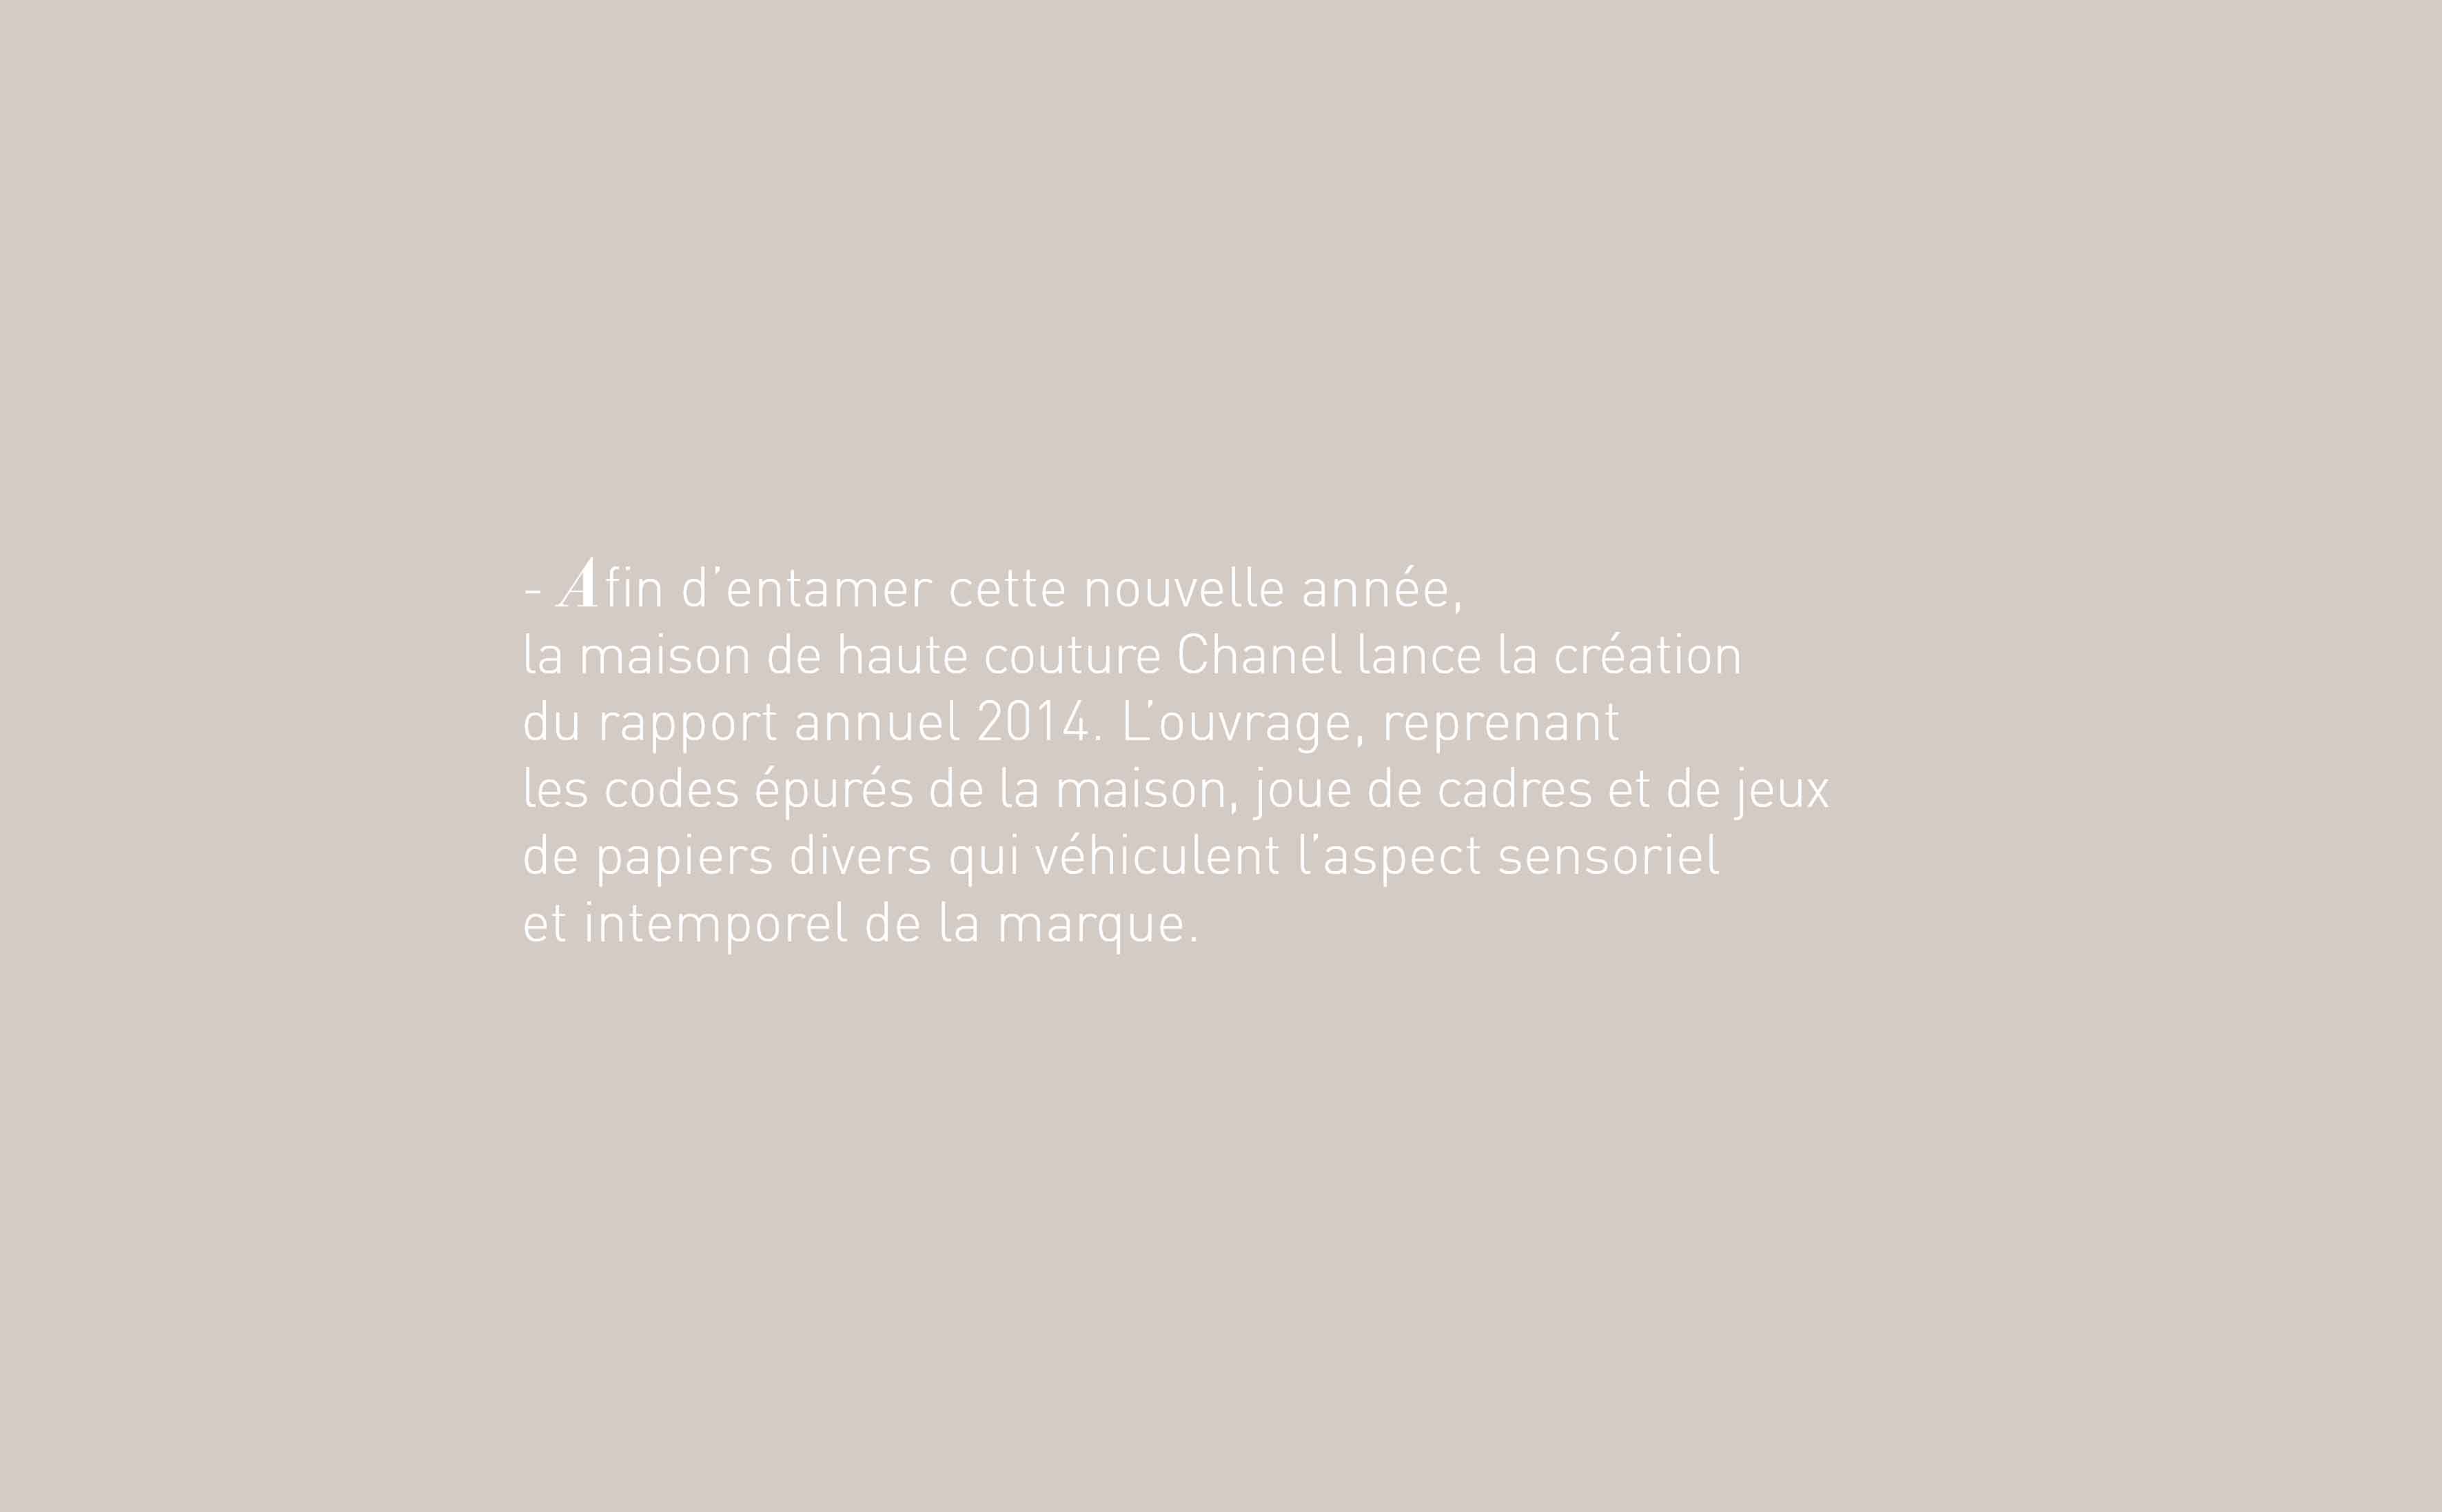 - Afin d’entamer cette nouvelle année,
la maison de haute couture Chanel lance la création
du rapport annuel 2014. L’ouvrage, reprenant
les codes épurés de la maison, joue de cadres et de jeux
de papiers divers qui véhiculent l’aspect sensoriel
et intemporel de la marque.